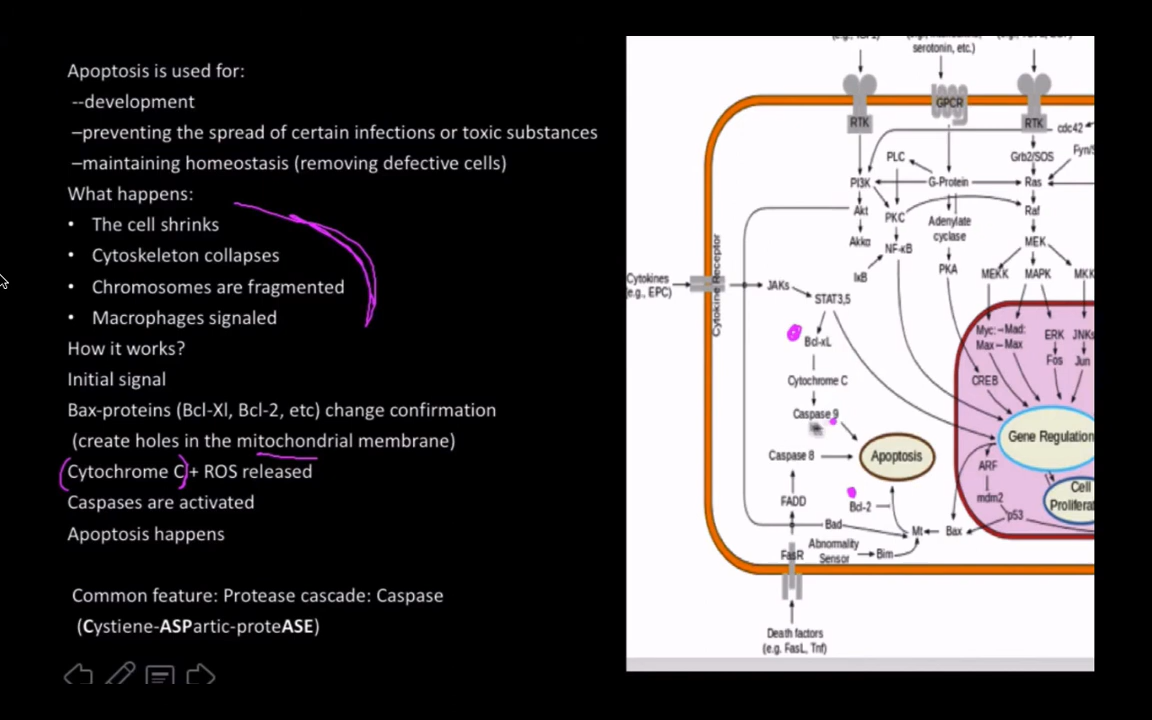 Apoptosis is used for:
--development
–preventing the spread of certain infections or toxic substances
–maintaining homeostasis (removing defective cells)
What happens:
• The cell shrinks
• Cytoskeleton collapses
• Chromosomes are fragmented
• Macrophages signaled
How it works?
Initial signal
Bax-proteins (Bcl-Xl, Bcl-2, etc) change confirmation
(create holes in the mitochondrial membrane)
Cytochrome C + ROS released
Caspases are activated
Apoptosis happens
Common feature: Protease cascade: Caspase
(Cystiene-ASPartic-proteASE)
serotonin, etc.)
RTK
GPCR
RTK
cdc42
PLC
Grb2/SOS
Fyn/S
PI3K
G-Protein
Ras
Akt
PKC
Adenylate
cyclase
Raf
Akkα
NF-κB
MEK
IκB
PKA
MEKK
MAPK
MKK
Cytokine Receptor
Cytokines
(e.g., EPC)
JAKs
STAT3,5
Myc:
Mad:
Max
Max
ERK
JNKs
Bcl-xL
Fos
Jun
Cytochrome C
CREB
Caspase 9
Gene Regulation
Caspase 8
Apoptosis
ARF
Cell
Proliferat
FADD
Bcl-2
mdm2
p53
Bad
Mt
Bax
FasR
Abnormality
Sensor
Bim
Death factors
(e.g. FasL, Tnf)